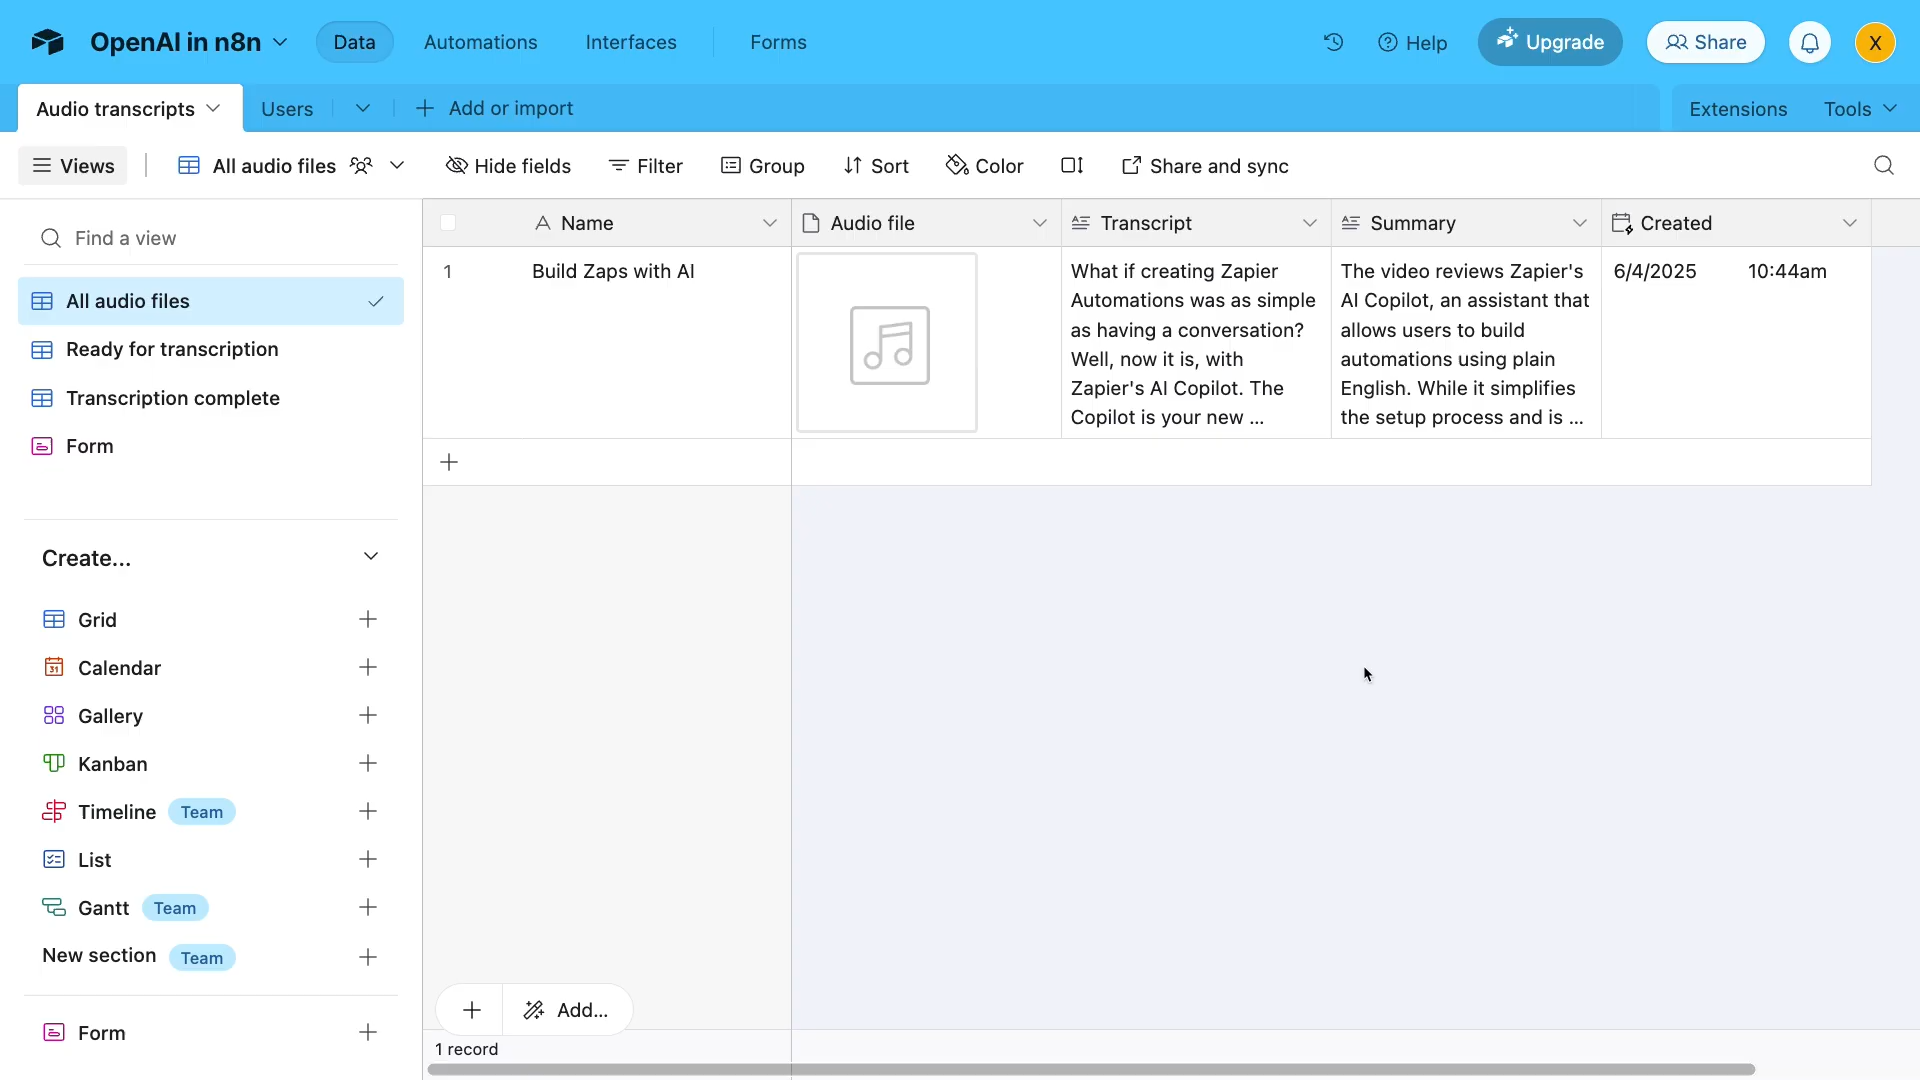 OpenAI in n8n
Data
Automations
Interfaces
Forms
Help
Upgrade
Share
X
Audio transcripts
Users
Add or import
Extensions
Tools
Views
All audio files
Hide fields
Filter
Group
Sort
Color
Share and sync
Find a view
All audio files
Ready for transcription
Transcription complete
Form
Create...
Grid
31
Calendar
Gallery
Kanban
Timeline Team
List
Gantt Team
New section Team
Form
Name
Audio file
Transcript
Summary
Created
1
Build Zaps with AI
What if creating Zapier
Automations was as simple
as having a conversation?
Well, now it is, with
Zapier's AI Copilot. The
Copilot is your new ...
The video reviews Zapier's
AI Copilot, an assistant that
allows users to build
automations using plain
English. While it simplifies
the setup process and is ...
6/4/2025 10:44am
Add...
1 record